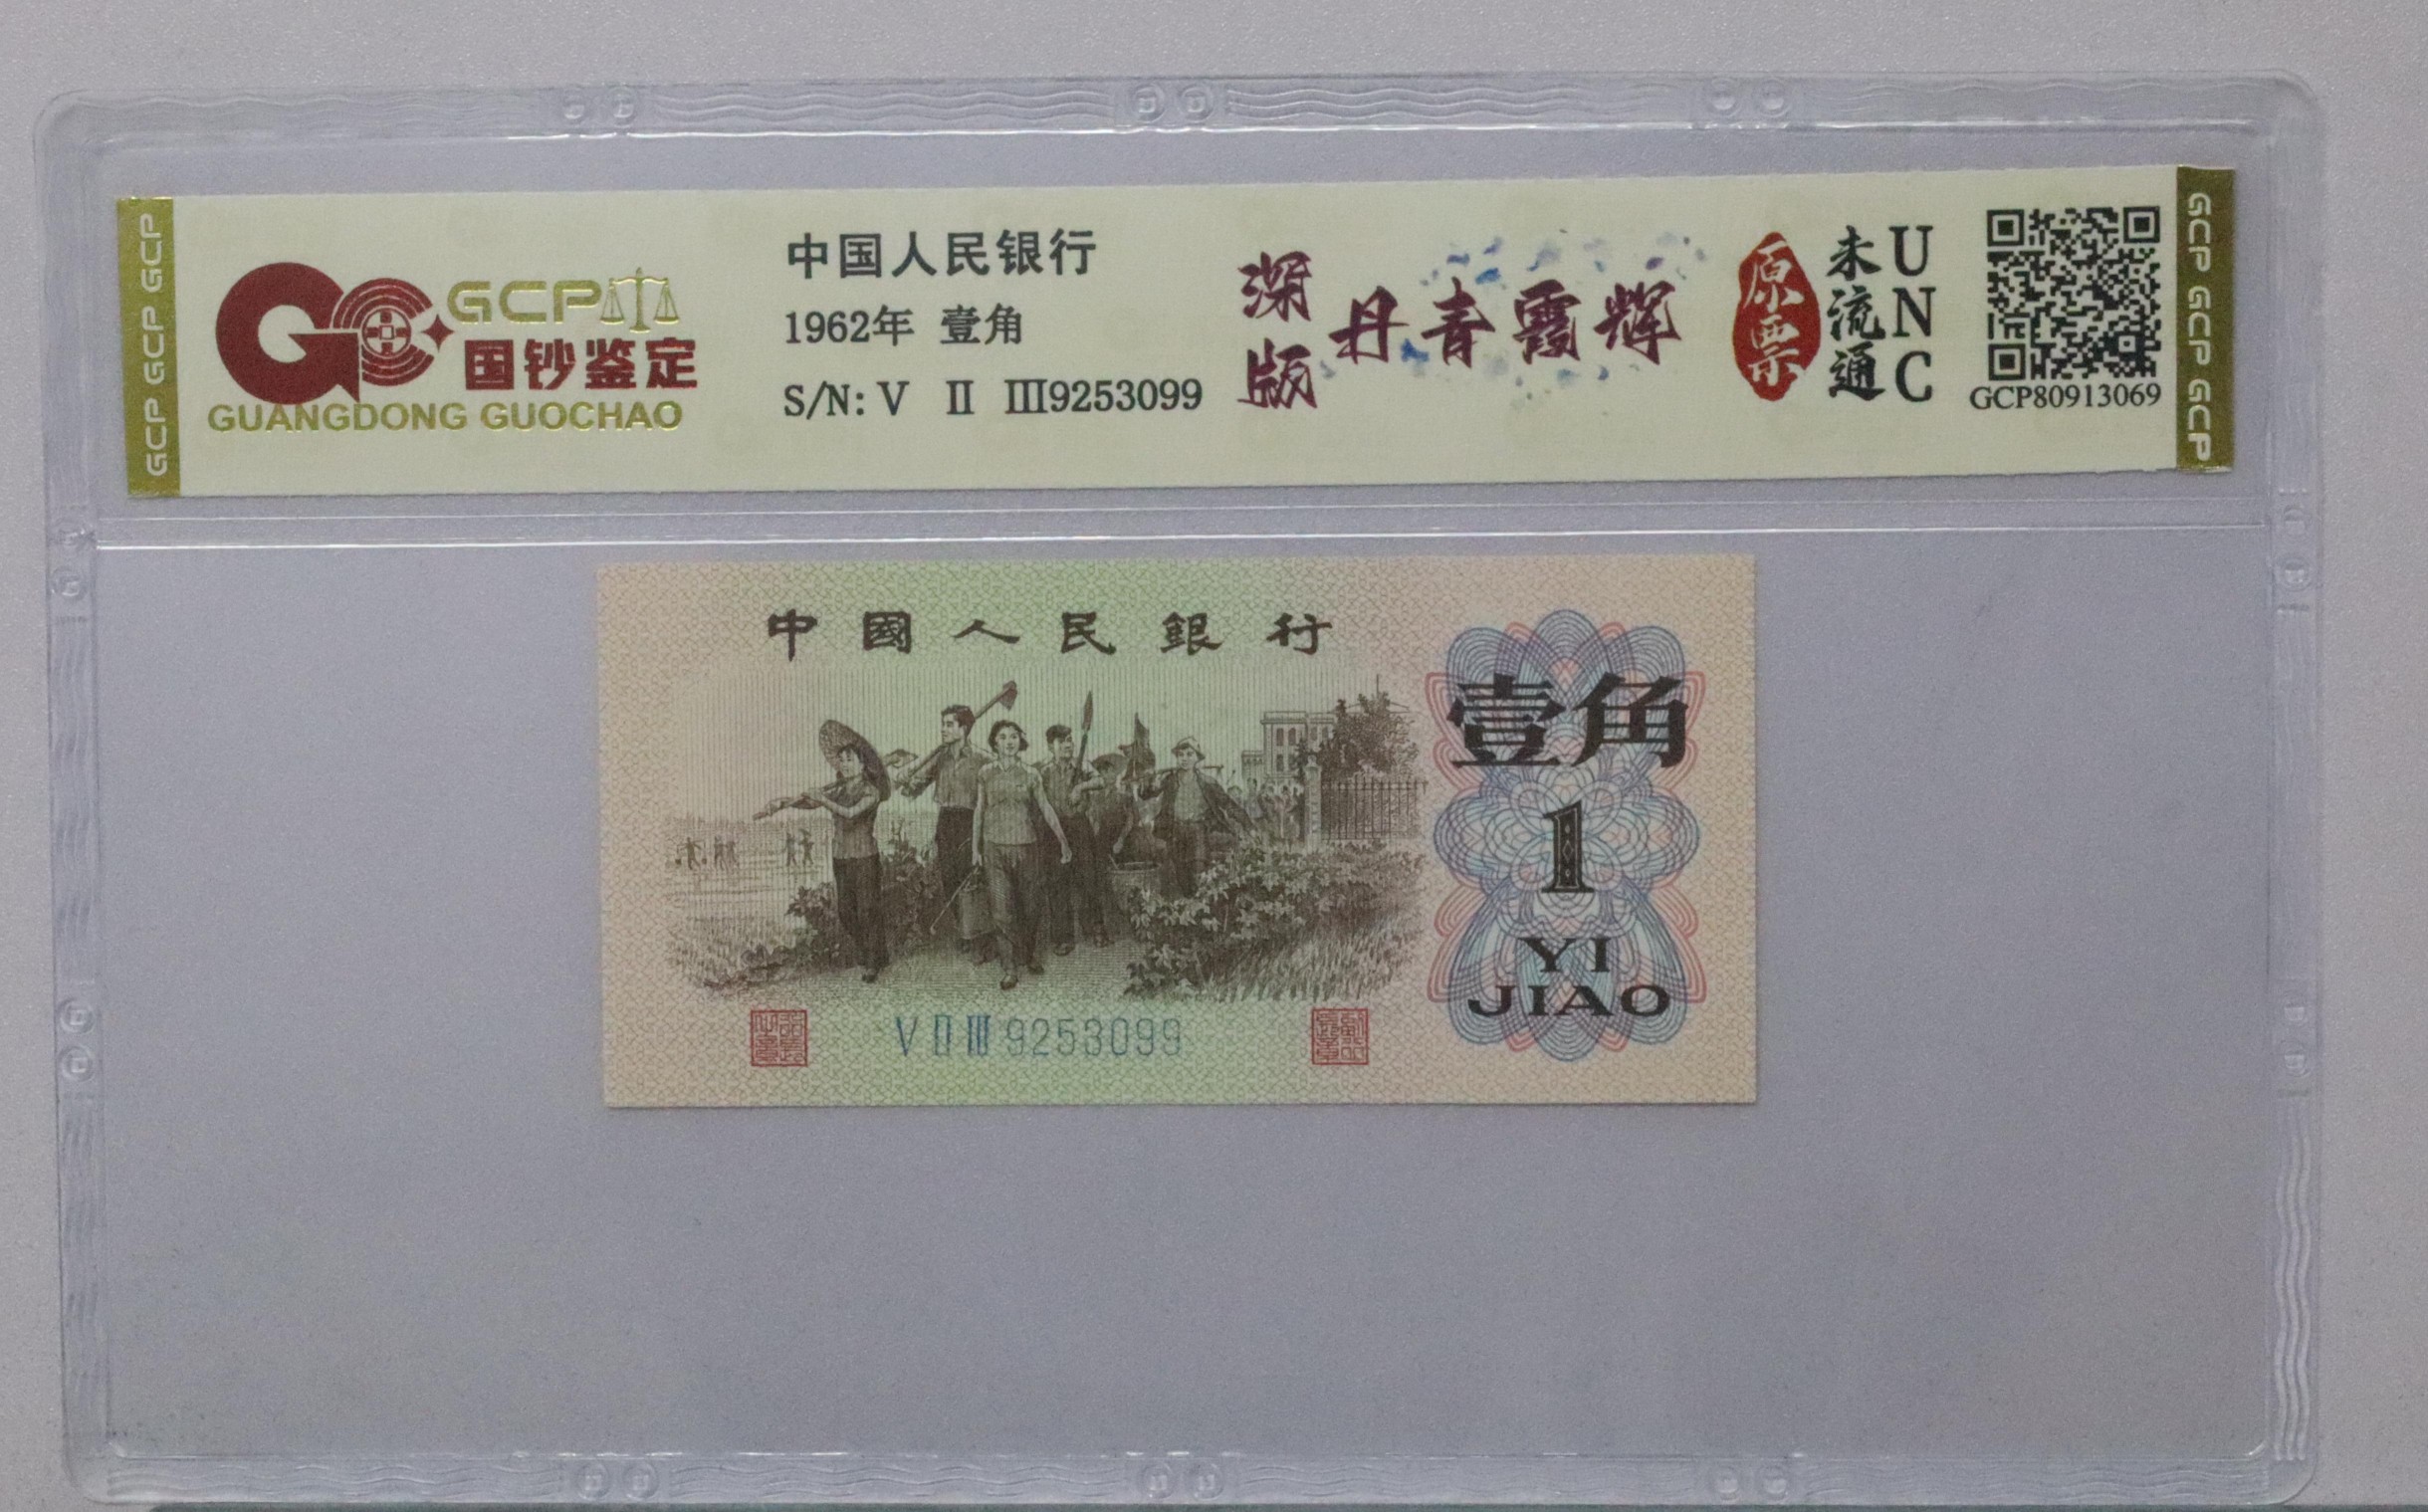 GCP GCP GCP
GCP
国钞鉴定
GUANGDONG GUOCHAO
中国人民银行
1962年 壹角
S/N: V II III9253099
深版
丹青霞辉
原票
未流通
UNC
GCP80913069
GCP GCP GCP
中國人民銀行
壹角
1
YI
JIAO
V II III 9253099